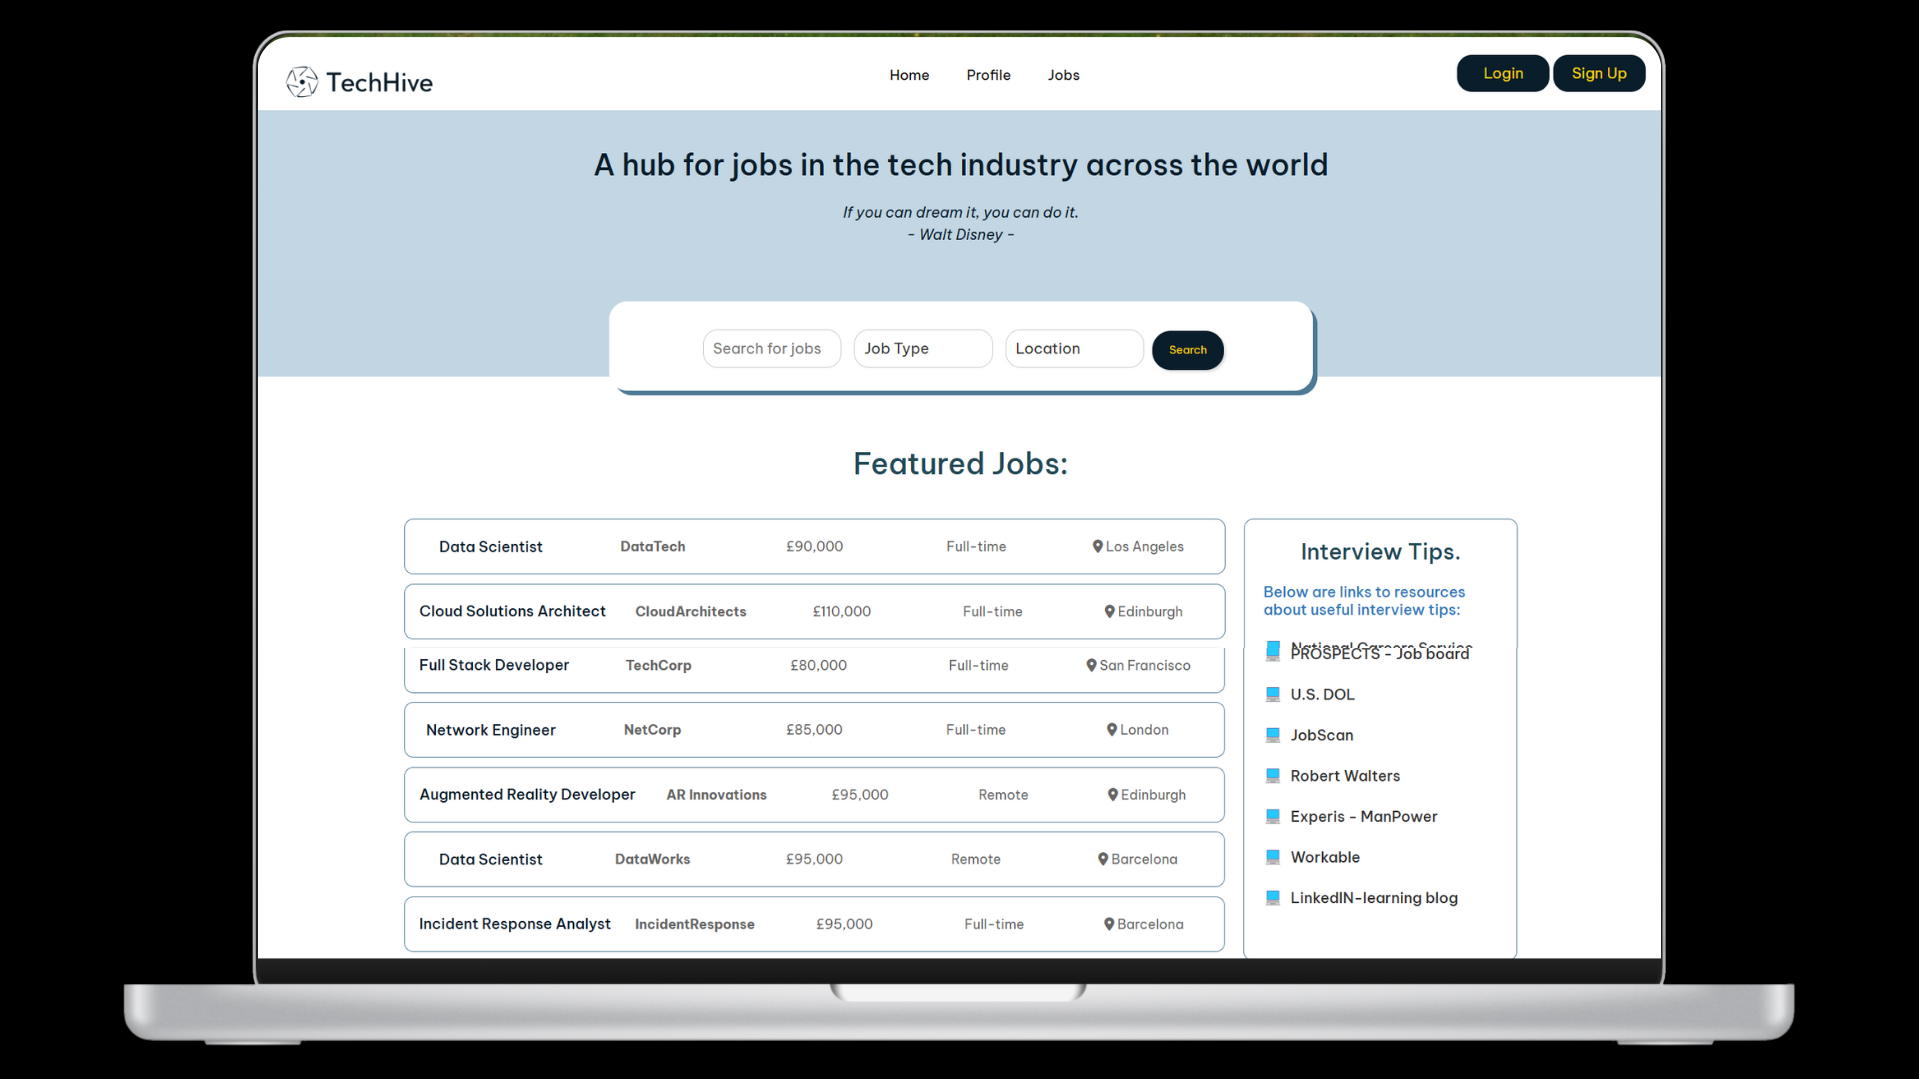 TechHive
Home Profile Jobs
Login Sign Up
A hub for jobs in the tech industry across the world
If you can dream it, you can do it.
- Walt Disney -
Search for jobs Job Type Location Search
Featured Jobs:
Data Scientist DataTech £90,000 Full-time Los Angeles
Cloud Solutions Architect CloudArchitects £110,000 Full-time Edinburgh
Full Stack Developer TechCorp £80,000 Full-time San Francisco
Network Engineer NetCorp £85,000 Full-time London
Augmented Reality Developer AR Innovations £95,000 Remote Edinburgh
Data Scientist DataWorks £95,000 Remote Barcelona
Incident Response Analyst IncidentResponse £95,000 Full-time Barcelona
Interview Tips.
Below are links to resources
about useful interview tips:
National Careers Service
PROSPECTS - Job board
U.S. DOL
JobScan
Robert Walters
Experis - ManPower
Workable
LinkedIN-learning blog